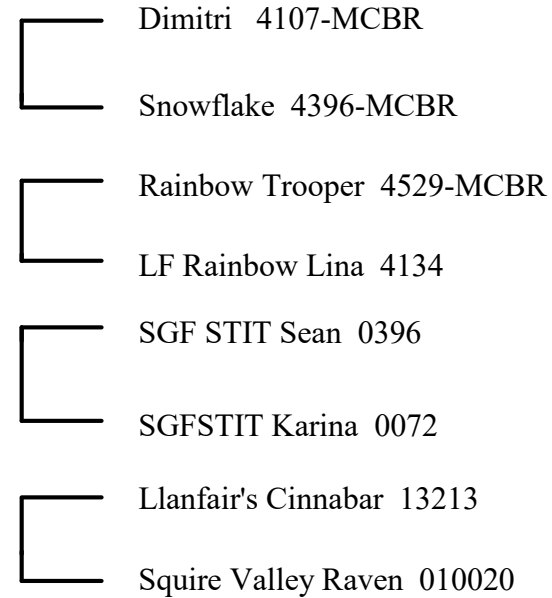 Dimitri 4107-MCBR
Snowflake 4396-MCBR
Rainbow Trooper 4529-MCBR
LF Rainbow Lina 4134
SGF STIT Sean 0396
SGFSTIT Karina 0072
Llanfair's Cinnabar 13213
Squire Valley Raven 010020